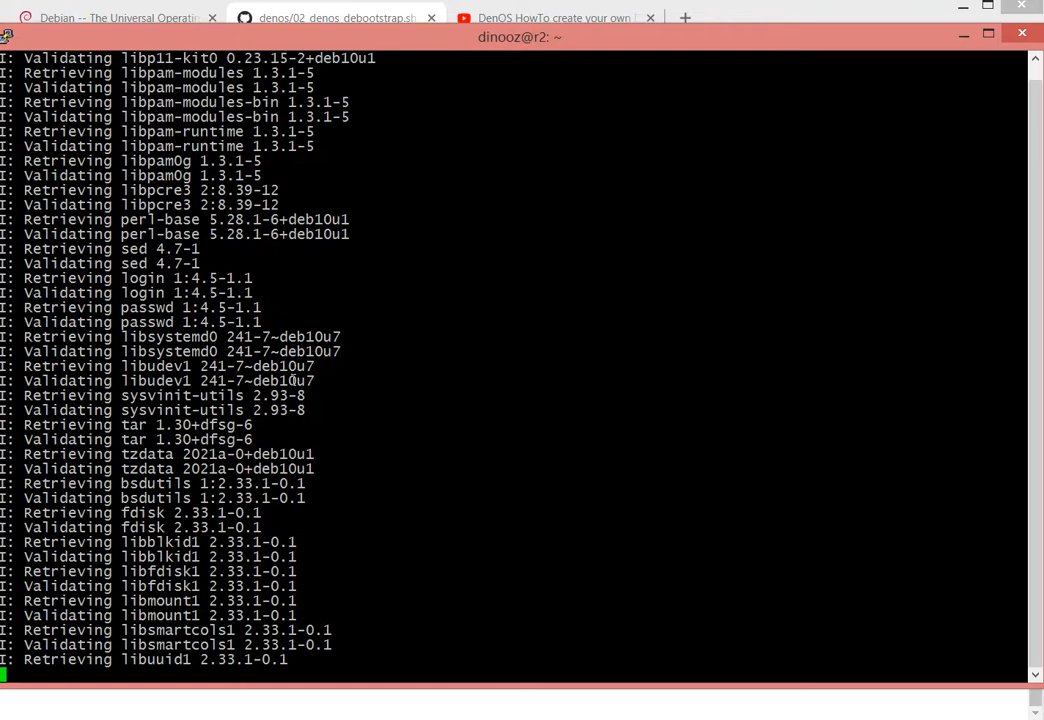 Debian -- The Universal Operatin
denos/02_denos_debootstrap.sh
DenOS HowTo create your own
dinooz@r2: ~
I: Validating libp11-kit0 0.23.15-2+deb10u1
I: Retrieving libpam-modules 1.3.1-5
I: Validating libpam-modules 1.3.1-5
I: Retrieving libpam-modules-bin 1.3.1-5
I: Validating libpam-modules-bin 1.3.1-5
I: Retrieving libpam-runtime 1.3.1-5
I: Validating libpam-runtime 1.3.1-5
I: Retrieving libpam0g 1.3.1-5
I: Validating libpam0g 1.3.1-5
I: Retrieving libpcre3 2:8.39-12
I: Validating libpcre3 2:8.39-12
I: Retrieving perl-base 5.28.1-6+deb10u1
I: Validating perl-base 5.28.1-6+deb10u1
I: Retrieving sed 4.7-1
I: Validating sed 4.7-1
I: Retrieving login 1:4.5-1.1
I: Validating login 1:4.5-1.1
I: Retrieving passwd 1:4.5-1.1
I: Validating passwd 1:4.5-1.1
I: Retrieving libsystemd0 241-7~deb10u7
I: Validating libsystemd0 241-7~deb10u7
I: Retrieving libudev1 241-7~deb10u7
I: Validating libudev1 241-7~deb10u7
I: Retrieving sysvinit-utils 2.93-8
I: Validating sysvinit-utils 2.93-8
I: Retrieving tar 1.30+dfsg-6
I: Validating tar 1.30+dfsg-6
I: Retrieving tzdata 2021a-0+deb10u1
I: Validating tzdata 2021a-0+deb10u1
I: Retrieving bsdutils 1:2.33.1-0.1
I: Validating bsdutils 1:2.33.1-0.1
I: Retrieving fdisk 2.33.1-0.1
I: Validating fdisk 2.33.1-0.1
I: Retrieving libblkid1 2.33.1-0.1
I: Validating libblkid1 2.33.1-0.1
I: Retrieving libfdisk1 2.33.1-0.1
I: Validating libfdisk1 2.33.1-0.1
I: Retrieving libmount1 2.33.1-0.1
I: Validating libmount1 2.33.1-0.1
I: Retrieving libsmartcols1 2.33.1-0.1
I: Validating libsmartcols1 2.33.1-0.1
I: Retrieving libuuid1 2.33.1-0.1